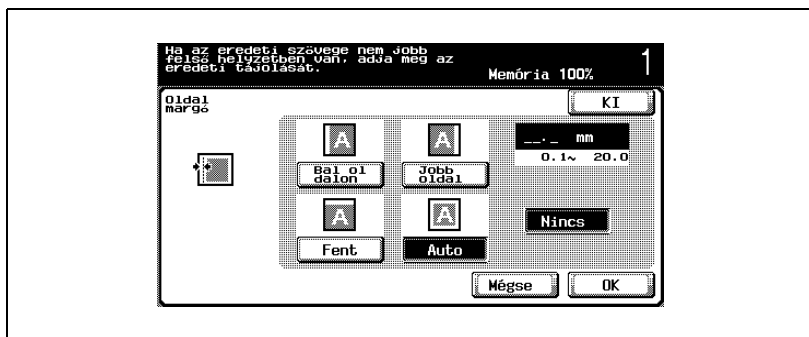 Ha az eredeti szövege nem jobb
felső helyzetben van, adja meg az
eredeti tájolását.
Memória 100%
1
Oldal
margó
KI
A
A
__._ mm
0.1~ 20.0
Bal ol
dalon
Jobb
oldal
A
A
Nincs
Fent
Auto
Mégse
OK